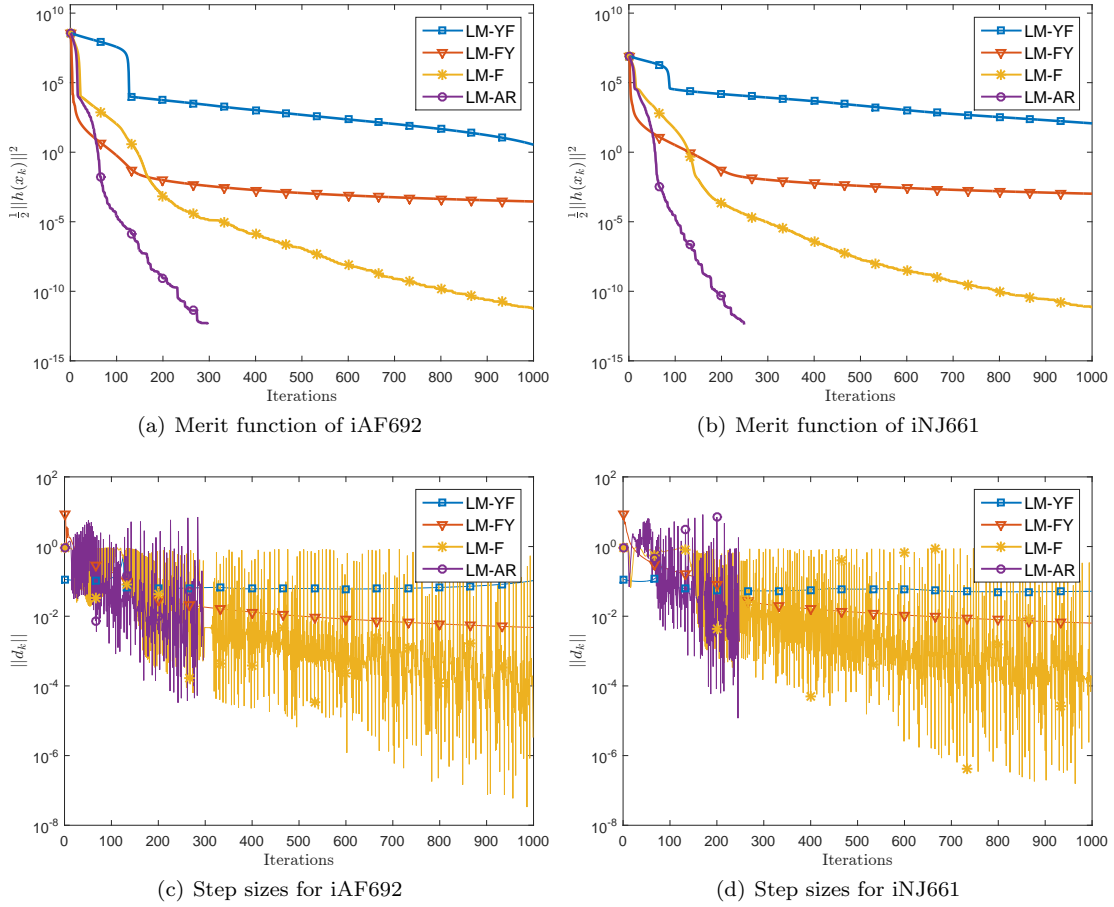 10^10
10^5
10^0
10^-5
10^-10
10^-15
½||h(x_k)||²
0 100 200 300 400 500 600 700 800 900 1000
Iterations
LM-YF
LM-FY
LM-F
LM-AR
(a) Merit function of iAF692
10^10
10^5
10^0
10^-5
10^-10
10^-15
½||h(x_k)||²
0 100 200 300 400 500 600 700 800 900 1000
Iterations
LM-YF
LM-FY
LM-F
LM-AR
(b) Merit function of iNJ661
10^2
10^0
10^-2
10^-4
10^-6
10^-8
||d_k||
0 100 200 300 400 500 600 700 800 900 1000
Iterations
LM-YF
LM-FY
LM-F
LM-AR
(c) Step sizes for iAF692
10^2
10^0
10^-2
10^-4
10^-6
10^-8
||d_k||
0 100 200 300 400 500 600 700 800 900 1000
Iterations
LM-YF
LM-FY
LM-F
LM-AR
(d) Step sizes for iNJ661